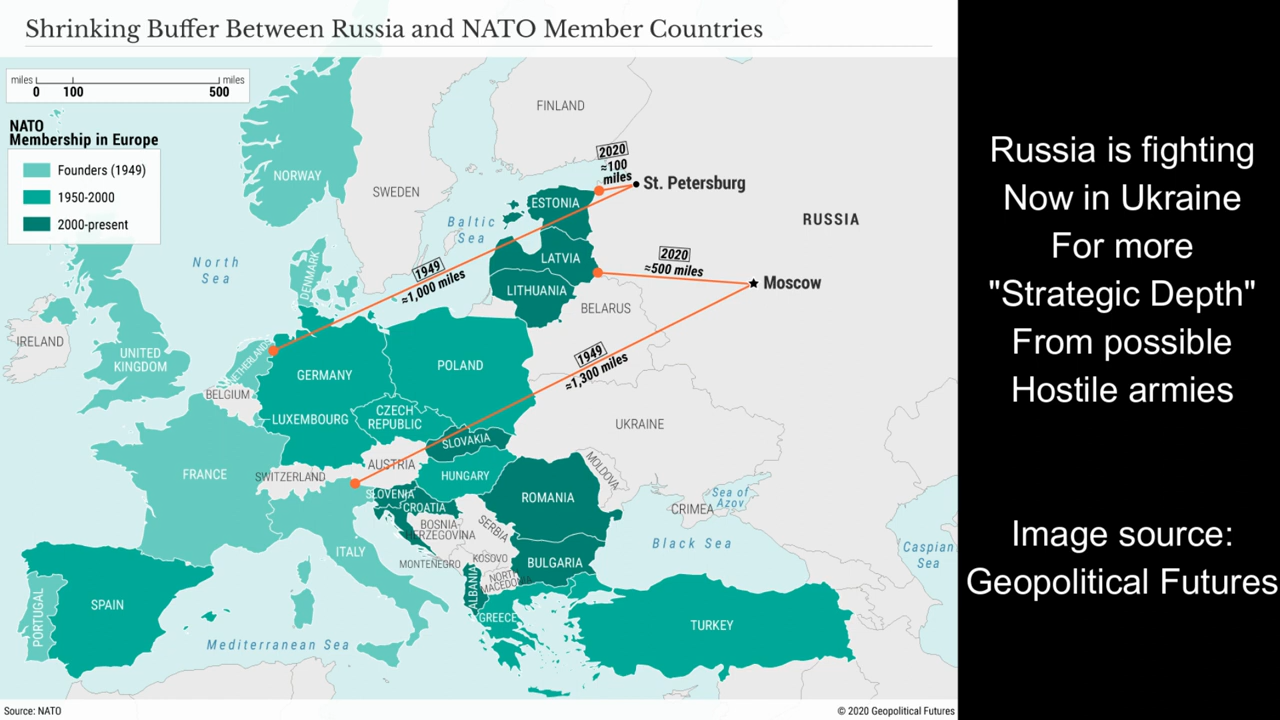 Shrinking Buffer Between Russia and NATO Member Countries
miles
miles
0 100 500
NATO
Membership in Europe
Founders (1949)
1950-2000
2000-present
FINLAND
NORWAY
SWEDEN
2020
≈100
miles
St. Petersburg
ESTONIA
RUSSIA
Baltic
Sea
North
Sea
DENMARK
1949
≈1,000 miles
LATVIA
2020
≈500 miles
Moscow
LITHUANIA
BELARUS
IRELAND
UNITED
KINGDOM
NETHERLANDS
BELGIUM
GERMANY
POLAND
1949
≈1,300 miles
LUXEMBOURG
CZECH
REPUBLIC
SLOVAKIA
UKRAINE
FRANCE
SWITZERLAND
AUSTRIA
HUNGARY
MOLDOVA
SLOVENIA
CROATIA
ROMANIA
Sea of
Azov
CRIMEA
BOSNIA-
HERZEGOVINA
SERBIA
ITALY
MONTENEGRO
KOSOVO
BULGARIA
Black Sea
Caspian
Sea
NORTH
MACEDONIA
ALBANIA
PORTUGAL
SPAIN
GREECE
TURKEY
Mediterranean Sea
Source: NATO
© 2020 Geopolitical Futures
Russia is fighting
Now in Ukraine
For more
"Strategic Depth"
From possible
Hostile armies
Image source:
Geopolitical Futures